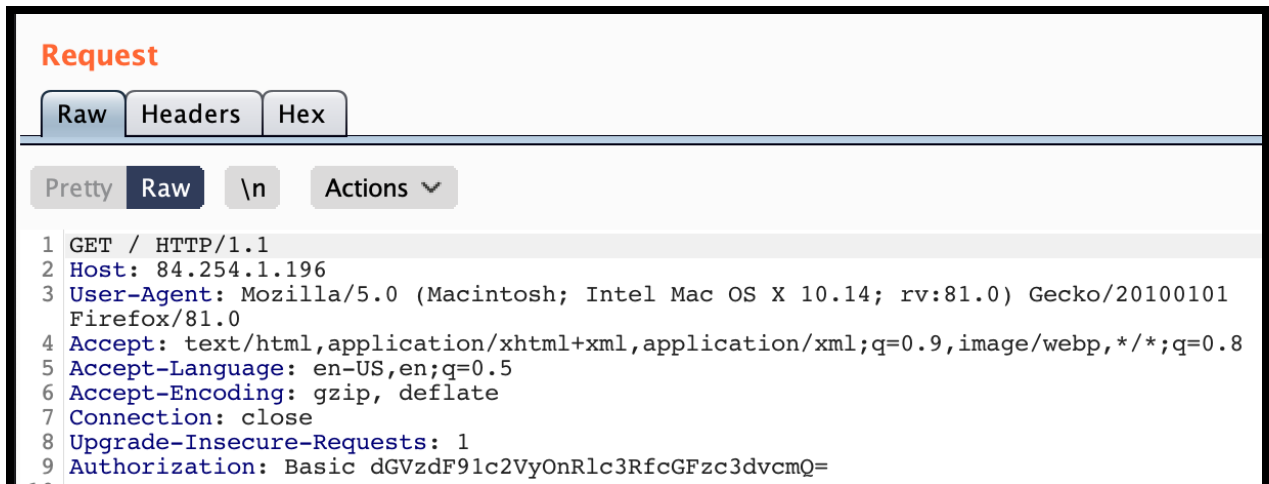 Request
Raw Headers Hex
Pretty Raw \n Actions
1 GET / HTTP/1.1
2 Host: 84.254.1.196
3 User-Agent: Mozilla/5.0 (Macintosh; Intel Mac OS X 10.14; rv:81.0) Gecko/20100101
Firefox/81.0
4 Accept: text/html,application/xhtml+xml,application/xml;q=0.9,image/webp,*/*;q=0.8
5 Accept-Language: en-US,en;q=0.5
6 Accept-Encoding: gzip, deflate
7 Connection: close
8 Upgrade-Insecure-Requests: 1
9 Authorization: Basic dGVzdF91c2VyOnRlc3RfcGFzc3dvcmQ=